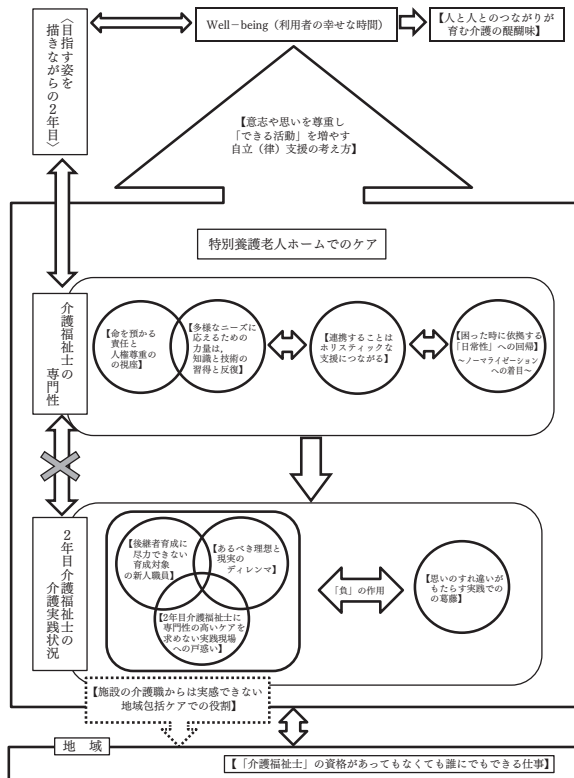 〈目指す姿を
描きながらの2年目〉
Well−being（利用者の幸せな時間）
【人と人とのつながりが
育む介護の醍醐味】
【意志や思いを尊重し
「できる活動」を増やす
自立（律）支援の考え方】
特別養護老人ホームでのケア
介護福祉士の
専門性
【命を預かる
責任と
人権尊重の
の視座】
【多様なニーズに
応えるための
力量は，
知識と技術の
習得と反復】
【連携することは
ホリスティックな
支援につながる】
【困った時に依拠する
「日常性」への回帰】
～ノーマライゼーション
への着目～
2年目介護福祉士の
介護実践状況
【後継者育成に
尽力できない
育成対象
の新人職員】
【あるべき理想と
現実の
ディレンマ】
【2年目介護福祉士に
専門性の高いケアを
求めない実践現場
への戸惑い】
「負」の作用
【思いのすれ違いが
もたらす実践での
の葛藤】
【施設の介護職からは実感できない
地域包括ケアでの役割】
地　域
【「介護福祉士」の資格があってもなくても誰にでもできる仕事】